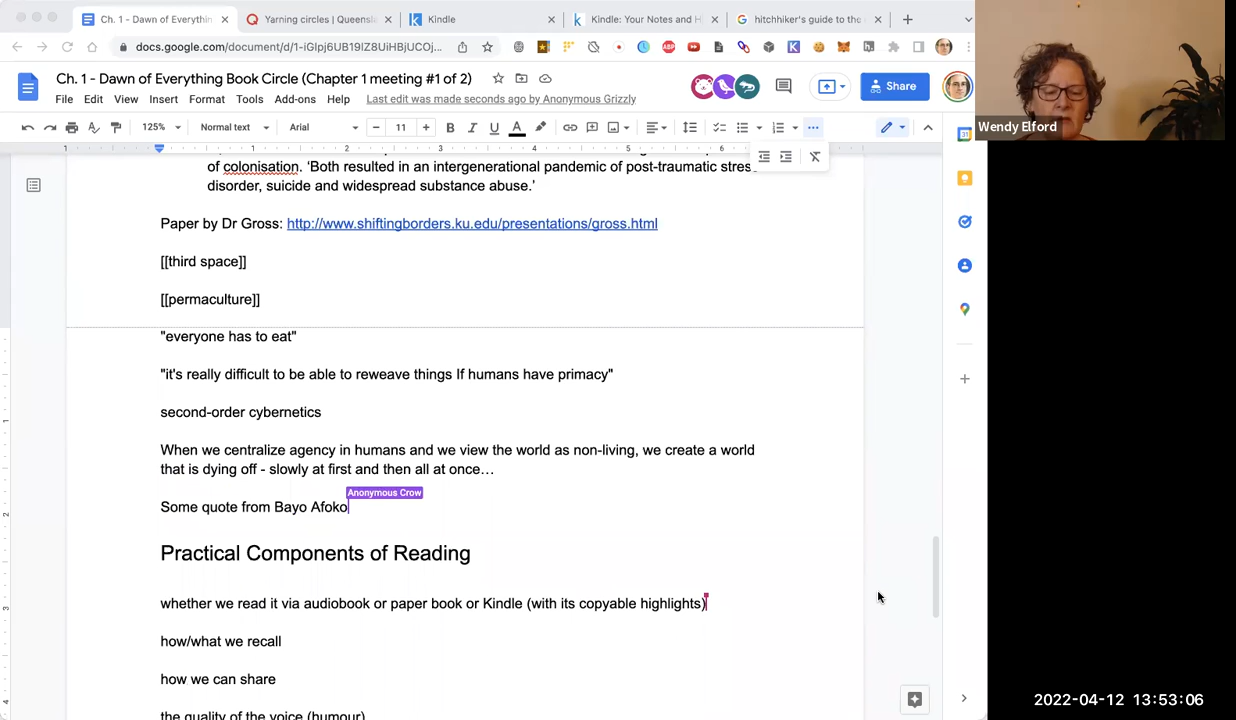 Ch. 1 - Dawn of Everythin
Yarning circles | Queensla
Kindle
Kindle: Your Notes and H
hitchhiker's guide to the
docs.google.com/document/d/1-iGIpj6UB19IZ8UiHBjUCOj...
Ch. 1 - Dawn of Everything Book Circle (Chapter 1 meeting #1 of 2)
File Edit View Insert Format Tools Add-ons Help Last edit was made seconds ago by Anonymous Grizzly
Share
Wendy Elford
125% Normal text Arial 11
of colonisation. 'Both resulted in an intergenerational pandemic of post-traumatic stres
disorder, suicide and widespread substance abuse.'
Paper by Dr Gross: http://www.shiftingborders.ku.edu/presentations/gross.html
[[third space]]
[[permaculture]]
"everyone has to eat"
"it's really difficult to be able to reweave things If humans have primacy"
second-order cybernetics
When we centralize agency in humans and we view the world as non-living, we create a world
that is dying off - slowly at first and then all at once…
Anonymous Crow
Some quote from Bayo Afoko
Practical Components of Reading
whether we read it via audiobook or paper book or Kindle (with its copyable highlights)
how/what we recall
how we can share
the quality of the voice (humour)
2022-04-12 13:53:06